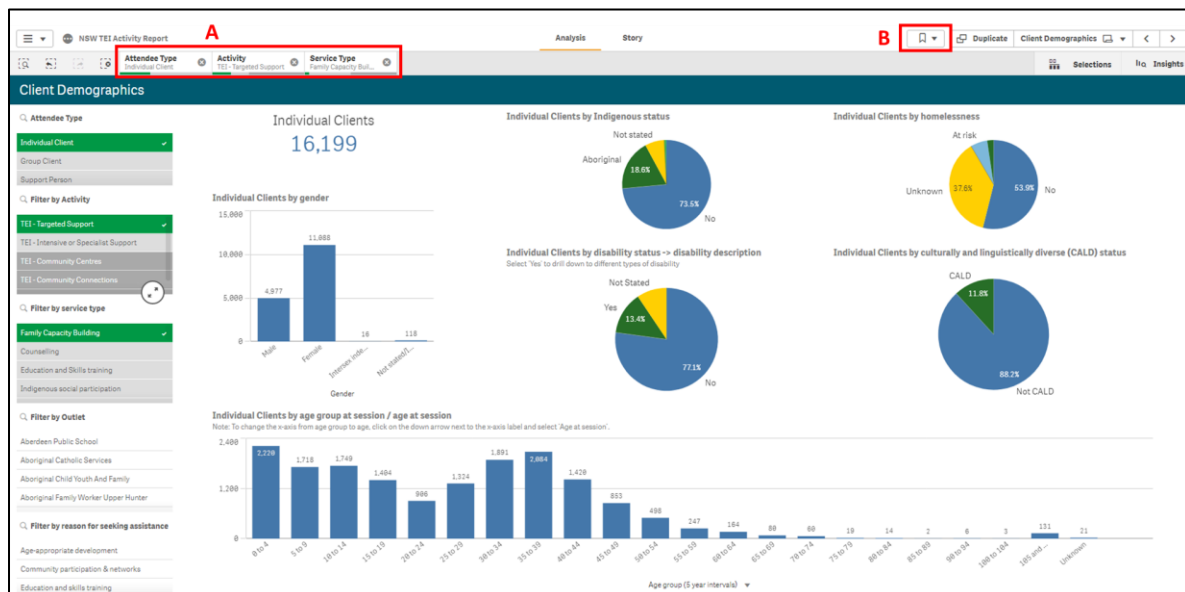 A
B
NSW TEI Activity Report
Analysis
Story
Duplicate
Client Demographics
Attendee Type
Individual Client
Activity
TEI - Targeted Support
Service Type
Family Capacity Buil...
Selections
Insights
Client Demographics
Attendee Type
Individual Client
Group Client
Support Person
Filter by Activity
TEI - Targeted Support
TEI - Intensive or Specialist Support
TEI - Community Centres
TEI - Community Connections
Filter by service type
Family Capacity Building
Counselling
Education and Skills training
Indigenous social participation
Filter by Outlet
Aberdeen Public School
Aboriginal Catholic Services
Aboriginal Child Youth And Family
Aboriginal Family Worker Upper Hunter
Filter by reason for seeking assistance
Age-appropriate development
Community participation & networks
Education and skills training
Individual Clients
16,199
Individual Clients by gender
15,000
10,000
5,000
0
4,977
11,088
16
118
Male
Female
Intersex inde...
Not stated/I...
Gender
Individual Clients by Indigenous status
Not stated
Aboriginal
18.6%
73.5%
No
Individual Clients by homelessness
At risk
Unknown
37.6%
53.9%
No
Individual Clients by disability status -> disability description
Select 'Yes' to drill down to different types of disability
Not Stated
Yes
13.4%
77.1%
No
Individual Clients by culturally and linguistically diverse (CALD) status
CALD
11.8%
88.2%
Not CALD
Individual Clients by age group at session / age at session
Note: To change the x-axis from age group to age, click on the down arrow next to the x-axis label and select 'Age at session'.
2,400
1,200
0
2,220
1,716
1,749
1,404
906
1,324
1,891
2,084
1,420
853
498
247
164
80
60
19
14
2
6
3
131
21
0 to 4
5 to 9
10 to 14
15 to 19
20 to 24
25 to 29
30 to 34
35 to 39
40 to 44
45 to 49
50 to 54
55 to 59
60 to 64
65 to 69
70 to 74
75 to 79
80 to 84
85 to 89
90 to 94
100 to 104
105 and ...
Unknown
Age group (5 year intervals)